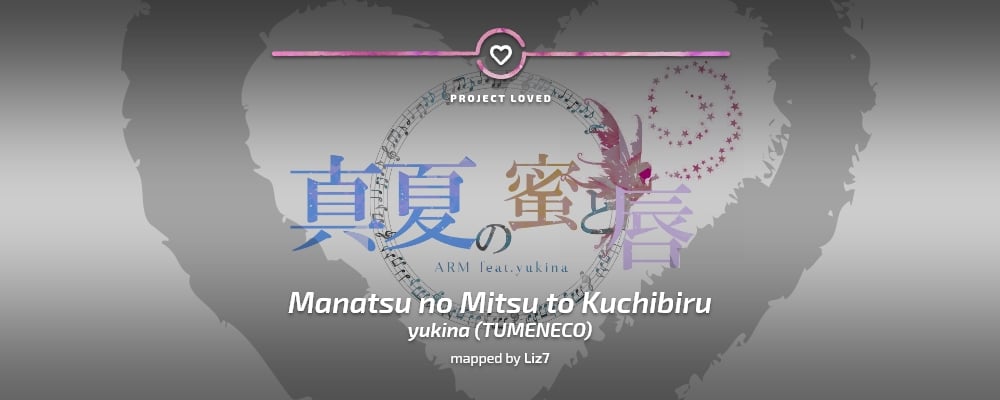 PROJECT LOVED
真夏の蜜と唇
ARM feat.yukina
Manatsu no Mitsu to Kuchibiru
yukina (TUMENECO)
mapped by Liz7